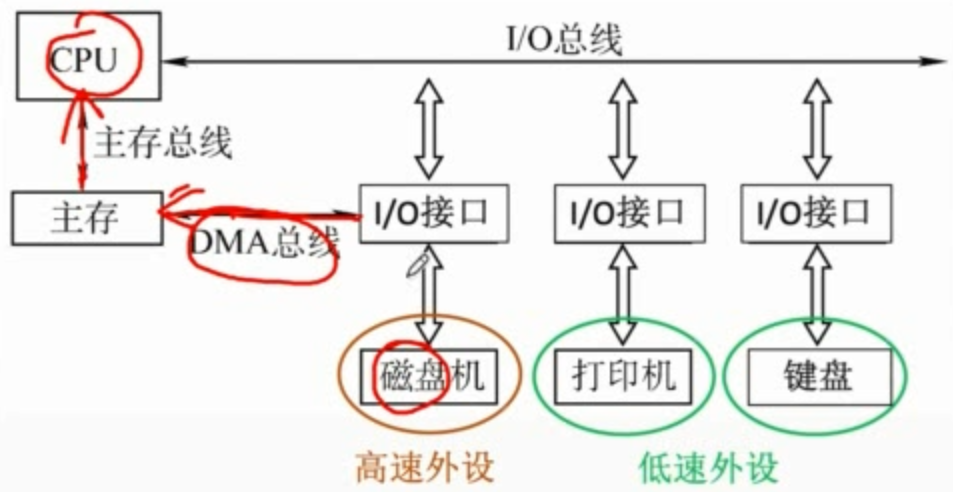 I/O总线
CPU
主存总线
主存
DMA总线
I/O接口
I/O接口
I/O接口
磁盘机
打印机
键盘
高速外设
低速外设